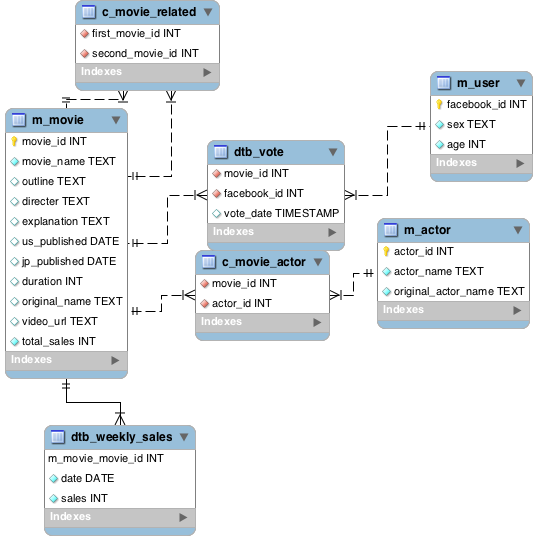 c_movie_related
first_movie_id INT
second_movie_id INT
Indexes
m_movie
movie_id INT
movie_name TEXT
outline TEXT
directer TEXT
explanation TEXT
us_published DATE
jp_published DATE
duration INT
original_name TEXT
video_url TEXT
total_sales INT
Indexes
dtb_vote
movie_id INT
facebook_id INT
vote_date TIMESTAMP
Indexes
m_user
facebook_id INT
sex TEXT
age INT
Indexes
c_movie_actor
movie_id INT
actor_id INT
Indexes
m_actor
actor_id INT
actor_name TEXT
original_actor_name TEXT
Indexes
dtb_weekly_sales
m_movie_movie_id INT
date DATE
sales INT
Indexes